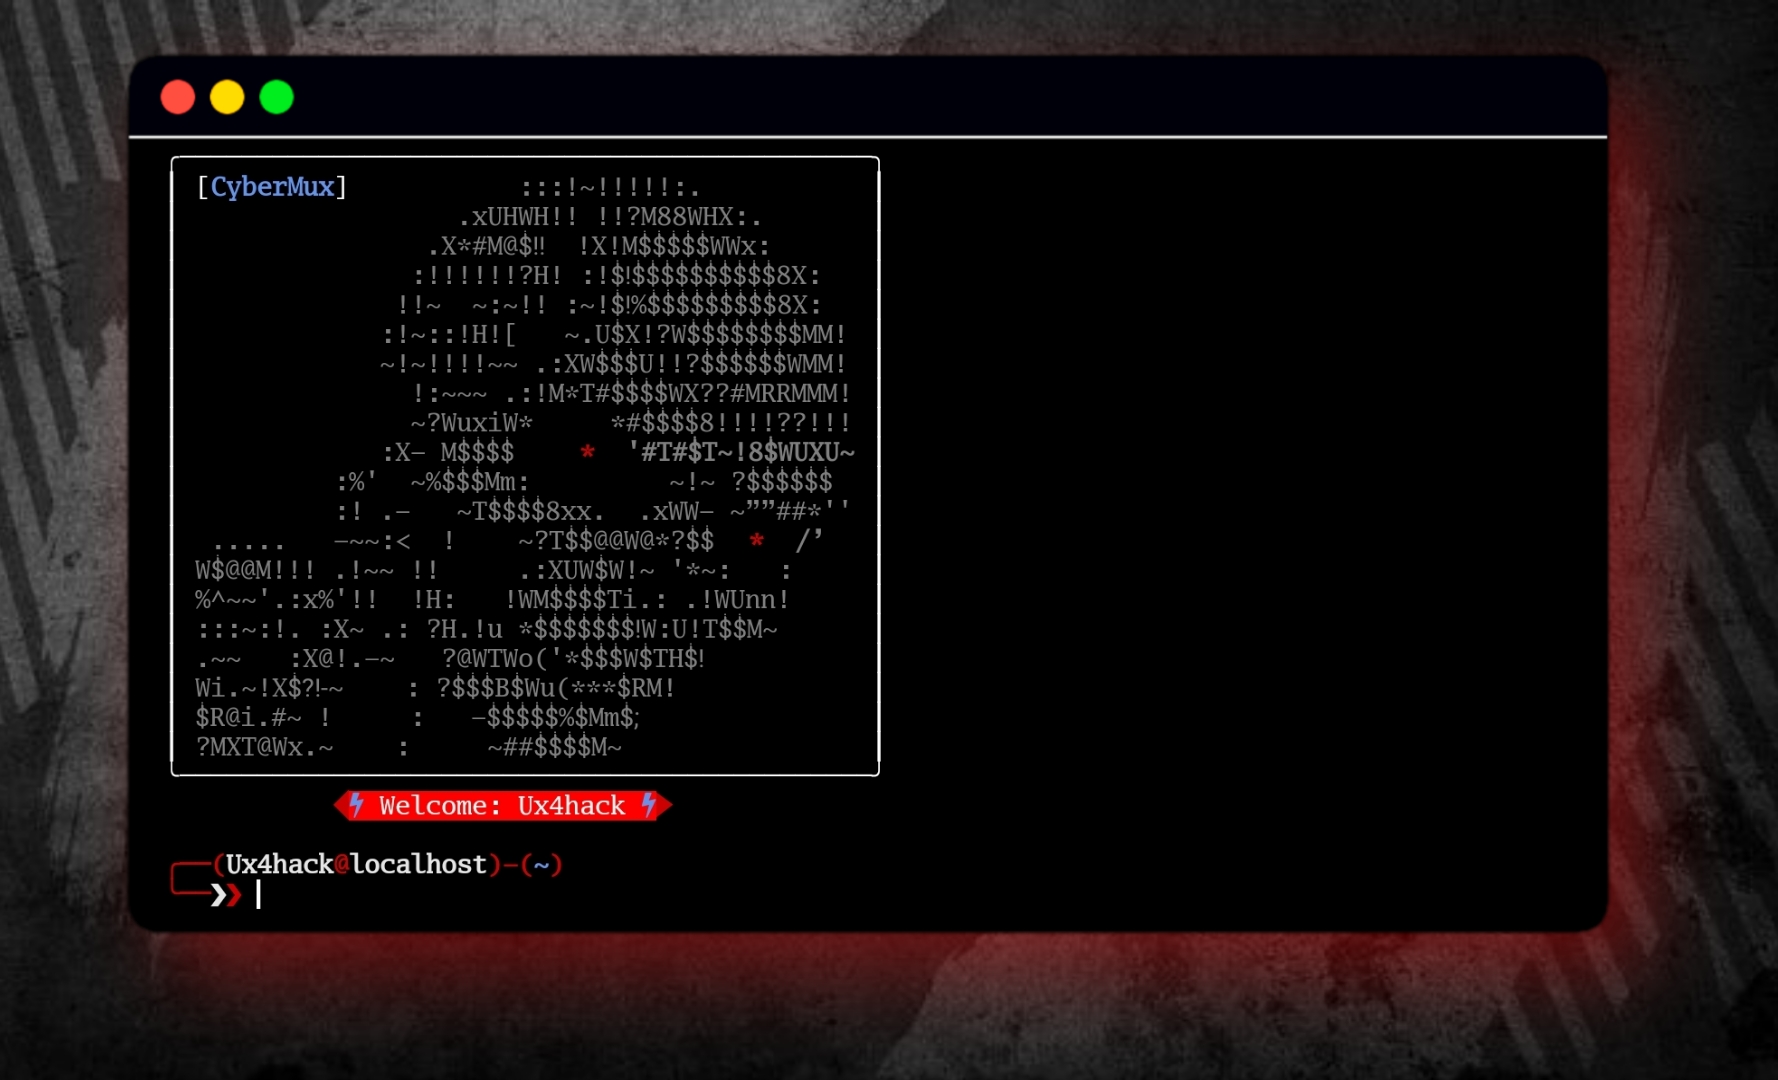 [CyberMux]           :::!~!!!!!:.
                 .xUHWH!! !!?M88WHX:.
               .X*#M@$!!  !X!M$$$$$WWx:
              :!!!!!!?H! :!$!$$$$$$$$$$8X:
             !!~  ~:~!! :~!$!%$$$$$$$$$8X:
            :!~::!H![   ~.U$X!?W$$$$$$$$MM!
            ~!~!!!!~~ .:XW$$$U!!?$$$$$$WMM!
              !:~~~ .:!M*T#$$$$WX??#MRRMMM!
              ~?WuxiW*     *#$$$$8!!!!??!!!
            :X– M$$$$    *  '#T#$T~!8$WUXU~
         :%'  ~%$$$Mm:         ~!~ ?$$$$$$
         :! .–   ~T$$$$8xx.  .xWW– ~””##*''
 .....   –~~:<  !    ~?T$$@@W@*?$$  *  /’
W$@@M!!! .!~~ !!     .:XUW$W!~ '*~:   :
%^~~'.:x%'!!  !H:   !WM$$$$Ti.: .!WUnn!
:::~:!. :X~ .: ?H.!u *$$$$$$$!W:U!T$$M~
.~~   :X@!.–~   ?@WTWo('*$$$W$TH$!
Wi.~!X$?!-~    : ?$$$B$Wu(***$RM!
$R@i.#~ !     :   –$$$$$%$Mm$;
?MXT@Wx.~    :     ~##$$$$M~
Welcome: Ux4hack
(Ux4hack@localhost)–(~)
❯❯